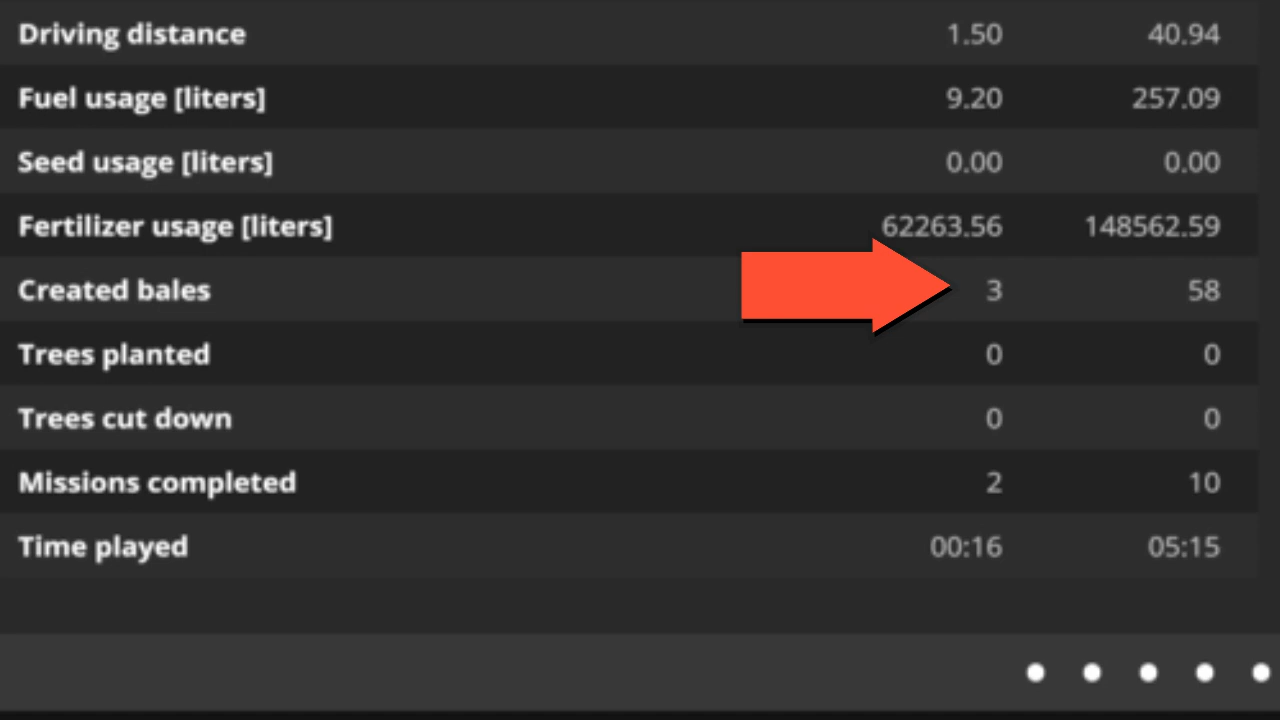 Driving distance 1.50 40.94
Fuel usage [liters] 9.20 257.09
Seed usage [liters] 0.00 0.00
Fertilizer usage [liters] 62263.56 148562.59
Created bales 3 58
Trees planted 0 0
Trees cut down 0 0
Missions completed 2 10
Time played 00:16 05:15